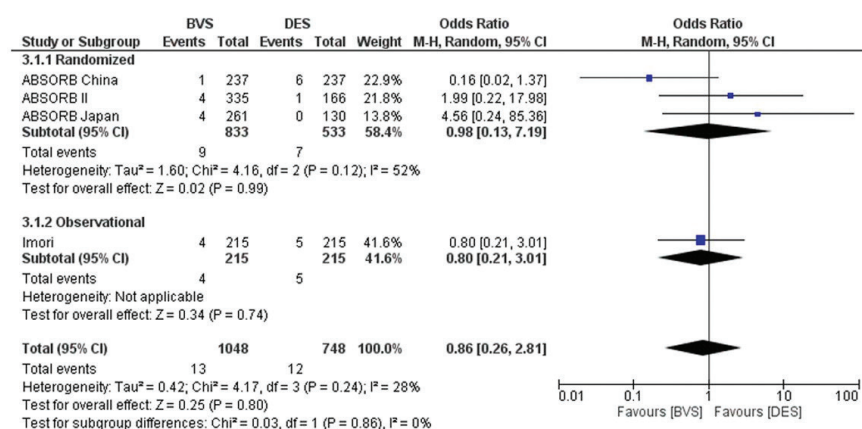 BVS DES Odds Ratio Odds Ratio
Study or Subgroup Events Total Events Total Weight M-H, Random, 95% CI M-H, Random, 95% CI
3.1.1 Randomized
ABSORB China 1 237 6 237 22.9% 0.16 [0.02, 1.37]
ABSORB II 4 335 1 166 21.8% 1.99 [0.22, 17.98]
ABSORB Japan 4 261 0 130 13.8% 4.56 [0.24, 85.36]
Subtotal (95% CI) 833 533 58.4% 0.98 [0.13, 7.19]
Total events 9 7
Heterogeneity: Tau² = 1.60; Chi² = 4.16, df = 2 (P = 0.12); I² = 52%
Test for overall effect: Z = 0.02 (P = 0.99)
3.1.2 Observational
Imori 4 215 5 215 41.6% 0.80 [0.21, 3.01]
Subtotal (95% CI) 215 215 41.6% 0.80 [0.21, 3.01]
Total events 4 5
Heterogeneity: Not applicable
Test for overall effect: Z = 0.34 (P = 0.74)
Total (95% CI) 1048 748 100.0% 0.86 [0.26, 2.81]
Total events 13 12
Heterogeneity: Tau² = 0.42; Chi² = 4.17, df = 3 (P = 0.24); I² = 28%
Test for overall effect: Z = 0.25 (P = 0.80)
Test for subgroup differences: Chi² = 0.03, df = 1 (P = 0.86), I² = 0%
0.01 0.1 1 10 100
Favours [BVS] Favours [DES]